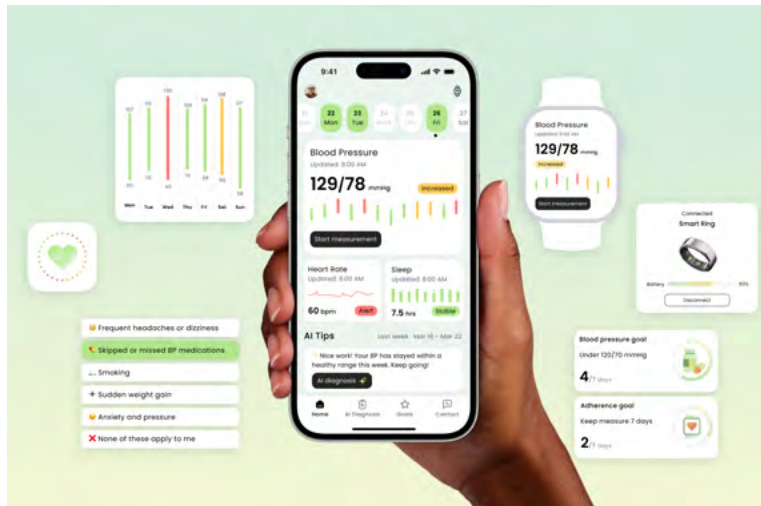 9:41
22
23
24
26
27
Mon
Tue
Fri
Sat
Blood Pressure
Updated: 8:00 AM
129/78 mmHg
Increased
Start measurement
Heart Rate
Updated: 8:00 AM
60 bpm
Alert
Sleep
Updated: 8:00 AM
7.5 hrs
Stable
AI Tips
Last week · Mar 16 - Mar 22
Nice work! Your BP has stayed within a
healthy range this week. Keep going!
AI diagnosis
Home
AI Diagnosis
Goals
Contact
Mon Tue Wed Thu Fri Sat Sun
Frequent headaches or dizziness
Skipped or missed BP medications
Smoking
Sudden weight gain
Anxiety and pressure
None of these apply to me
Blood Pressure
Updated: 8:00 AM
129/78 mmHg
Increased
Start measurement
Connected
Smart Ring
Battery
Disconnect
Blood pressure goal
Under 120/70 mmHg
4/7 days
Adherence goal
Keep measure 7 days
2/7 days